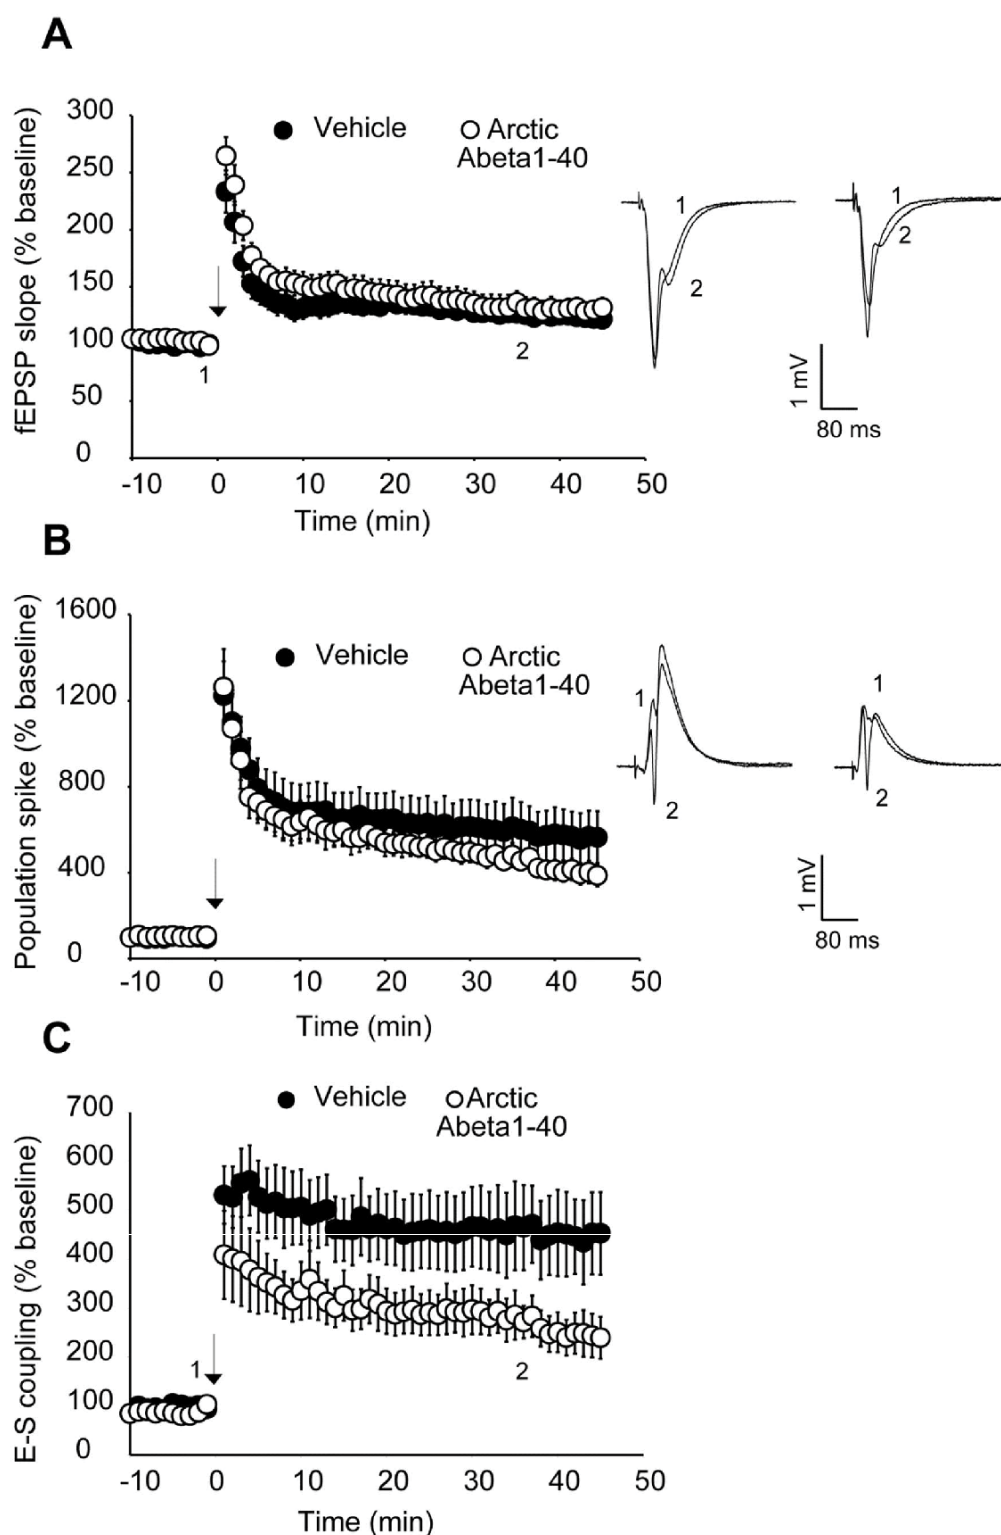 A
fEPSP slope (% baseline)
300
250
200
150
100
50
0
Vehicle
Arctic
Abeta1-40
1
2
-10 0 10 20 30 40 50
Time (min)
1
2
1
2
1 mV
80 ms
B
Population spike (% baseline)
1600
1200
800
400
0
Vehicle
Arctic
Abeta1-40
-10 0 10 20 30 40 50
Time (min)
1
2
1
2
1 mV
80 ms
C
E-S coupling (% baseline)
700
600
500
400
300
200
100
0
Vehicle
Arctic
Abeta1-40
1
2
-10 0 10 20 30 40 50
Time (min)